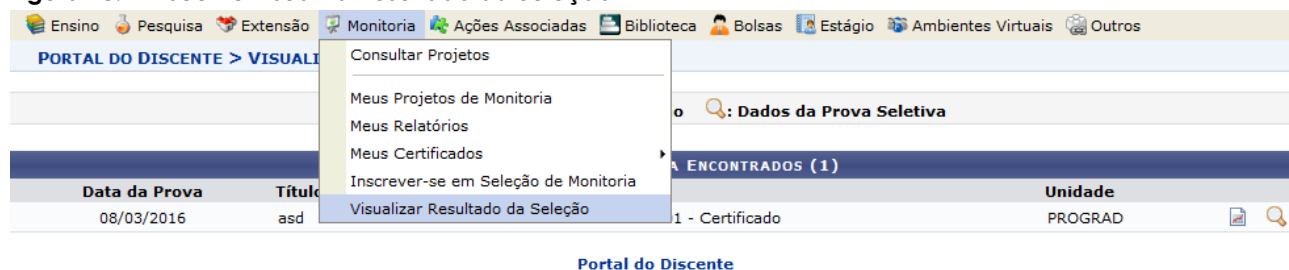 Ensino Pesquisa Extensão Monitoria Ações Associadas Biblioteca Bolsas Estágio Ambientes Virtuais Outros
PORTAL DO DISCENTE > VISUALI
Consultar Projetos
Meus Projetos de Monitoria
Meus Relatórios
Meus Certificados
Inscrever-se em Seleção de Monitoria
Visualizar Resultado da Seleção
o : Dados da Prova Seletiva
A ENCONTRADOS (1)
Data da Prova Título Unidade
08/03/2016 asd 1 - Certificado PROGRAD
Portal do Discente